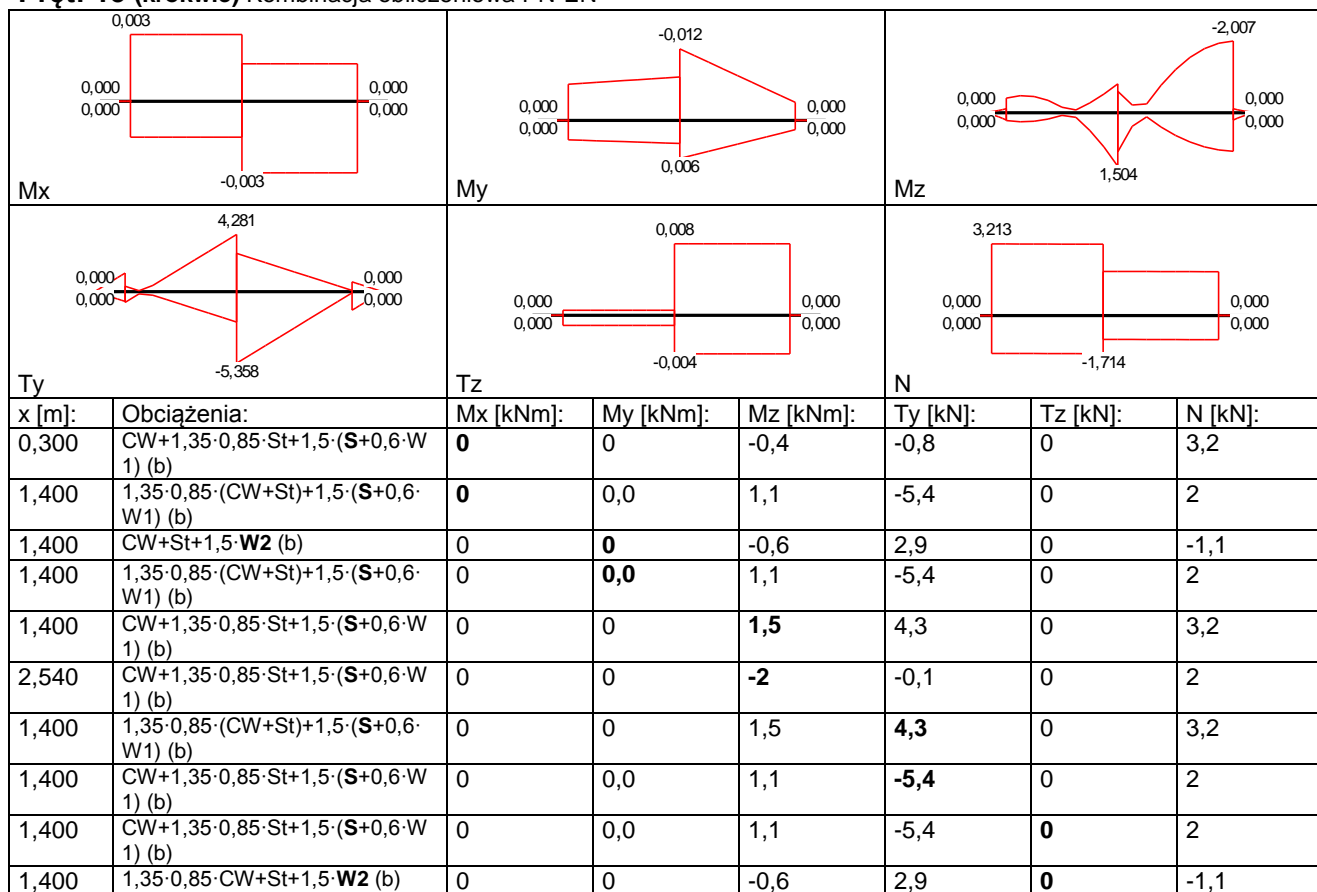 (krokwie) Kombinacja obliczeniowa PN-EN
0,003
0,000
0,000
0,000
0,000
-0,003
Mx
-0,012
0,000
0,000
0,000
0,000
0,006
My
-2,007
0,000
0,000
0,000
0,000
1,504
Mz
4,281
0,000
0,000
0,000
0,000
-5,358
Ty
0,008
0,000
0,000
0,000
0,000
-0,004
Tz
3,213
0,000
0,000
0,000
0,000
-1,714
N
x [m]: Obciążenia: Mx [kNm]: My [kNm]: Mz [kNm]: Ty [kN]: Tz [kN]: N [kN]:
0,300 CW+1,35·0,85·St+1,5·(S+0,6·W 0 0 -0,4 -0,8 0 3,2
1) (b)
1,400 1,35·0,85·(CW+St)+1,5·(S+0,6· 0 0,0 1,1 -5,4 0 2
W1) (b)
1,400 CW+St+1,5·W2 (b) 0 0 -0,6 2,9 0 -1,1
1,400 1,35·0,85·(CW+St)+1,5·(S+0,6· 0 0,0 1,1 -5,4 0 2
W1) (b)
1,400 CW+1,35·0,85·St+1,5·(S+0,6·W 0 0 1,5 4,3 0 3,2
1) (b)
2,540 CW+1,35·0,85·St+1,5·(S+0,6·W 0 0 -2 -0,1 0 2
1) (b)
1,400 1,35·0,85·(CW+St)+1,5·(S+0,6· 0 0 1,5 4,3 0 3,2
W1) (b)
1,400 CW+1,35·0,85·St+1,5·(S+0,6·W 0 0,0 1,1 -5,4 0 2
1) (b)
1,400 CW+1,35·0,85·St+1,5·(S+0,6·W 0 0,0 1,1 -5,4 0 2
1) (b)
1,400 1,35·0,85·CW+St+1,5·W2 (b) 0 0 -0,6 2,9 0 -1,1